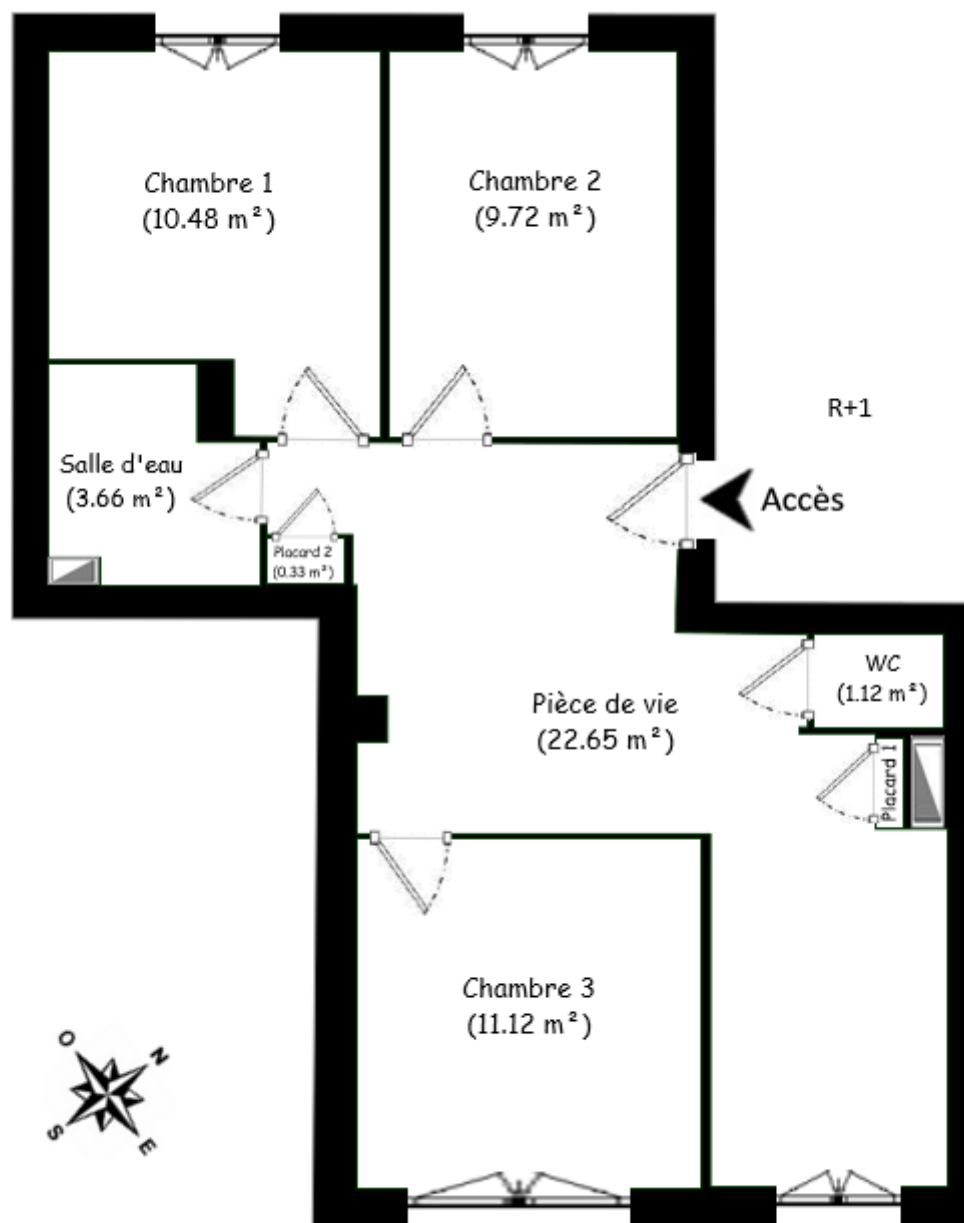 Chambre 1
(10.48 m²)
Chambre 2
(9.72 m²)
R+1
Salle d'eau
(3.66 m²)
Accès
Placard 2
(0.33 m²)
WC
(1.12 m²)
Pièce de vie
(22.65 m²)
Placard 1
Chambre 3
(11.12 m²)
O
N
S
E